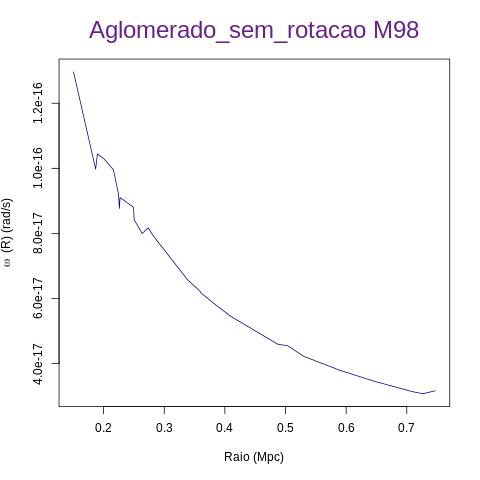 Aglomerado_sem_rotacao M98
ω (R) (rad/s)
1.2e-16
1.0e-16
8.0e-17
6.0e-17
4.0e-17
0.2 0.3 0.4 0.5 0.6 0.7
Raio (Mpc)